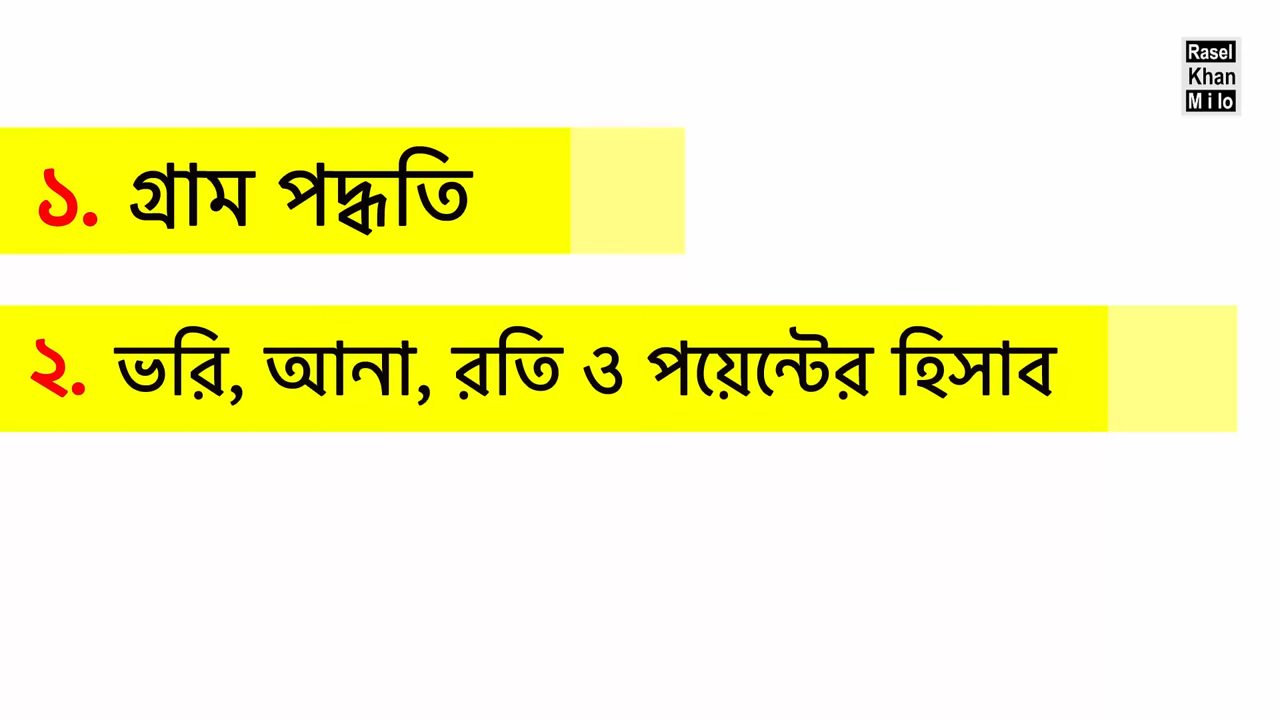 Rasel
Khan
Milo
১. গ্রাম পদ্ধতি
২. ভরি, আনা, রতি ও পয়েন্টের হিসাব